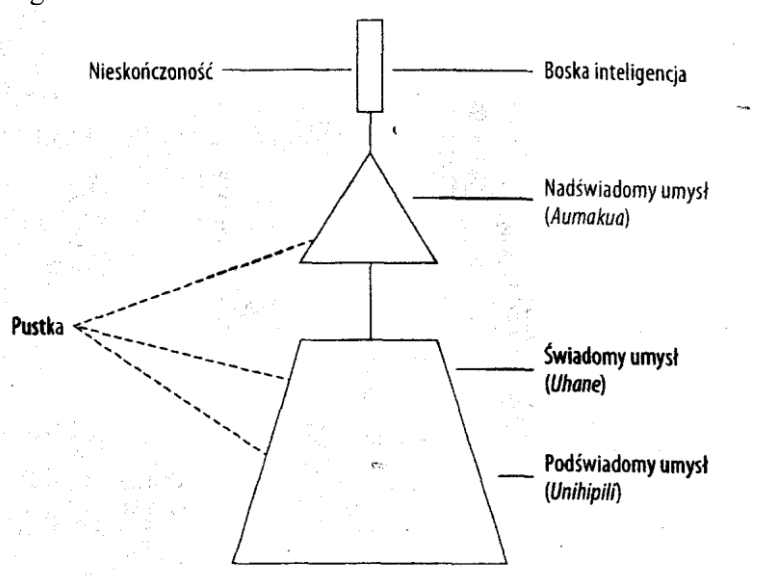 Nieskończoność
Boska inteligencja
Nadświadomy umysł
(Aumakua)
Pustka
Świadomy umysł
(Uhane)
Podświadomy umysł
(Unihipili)